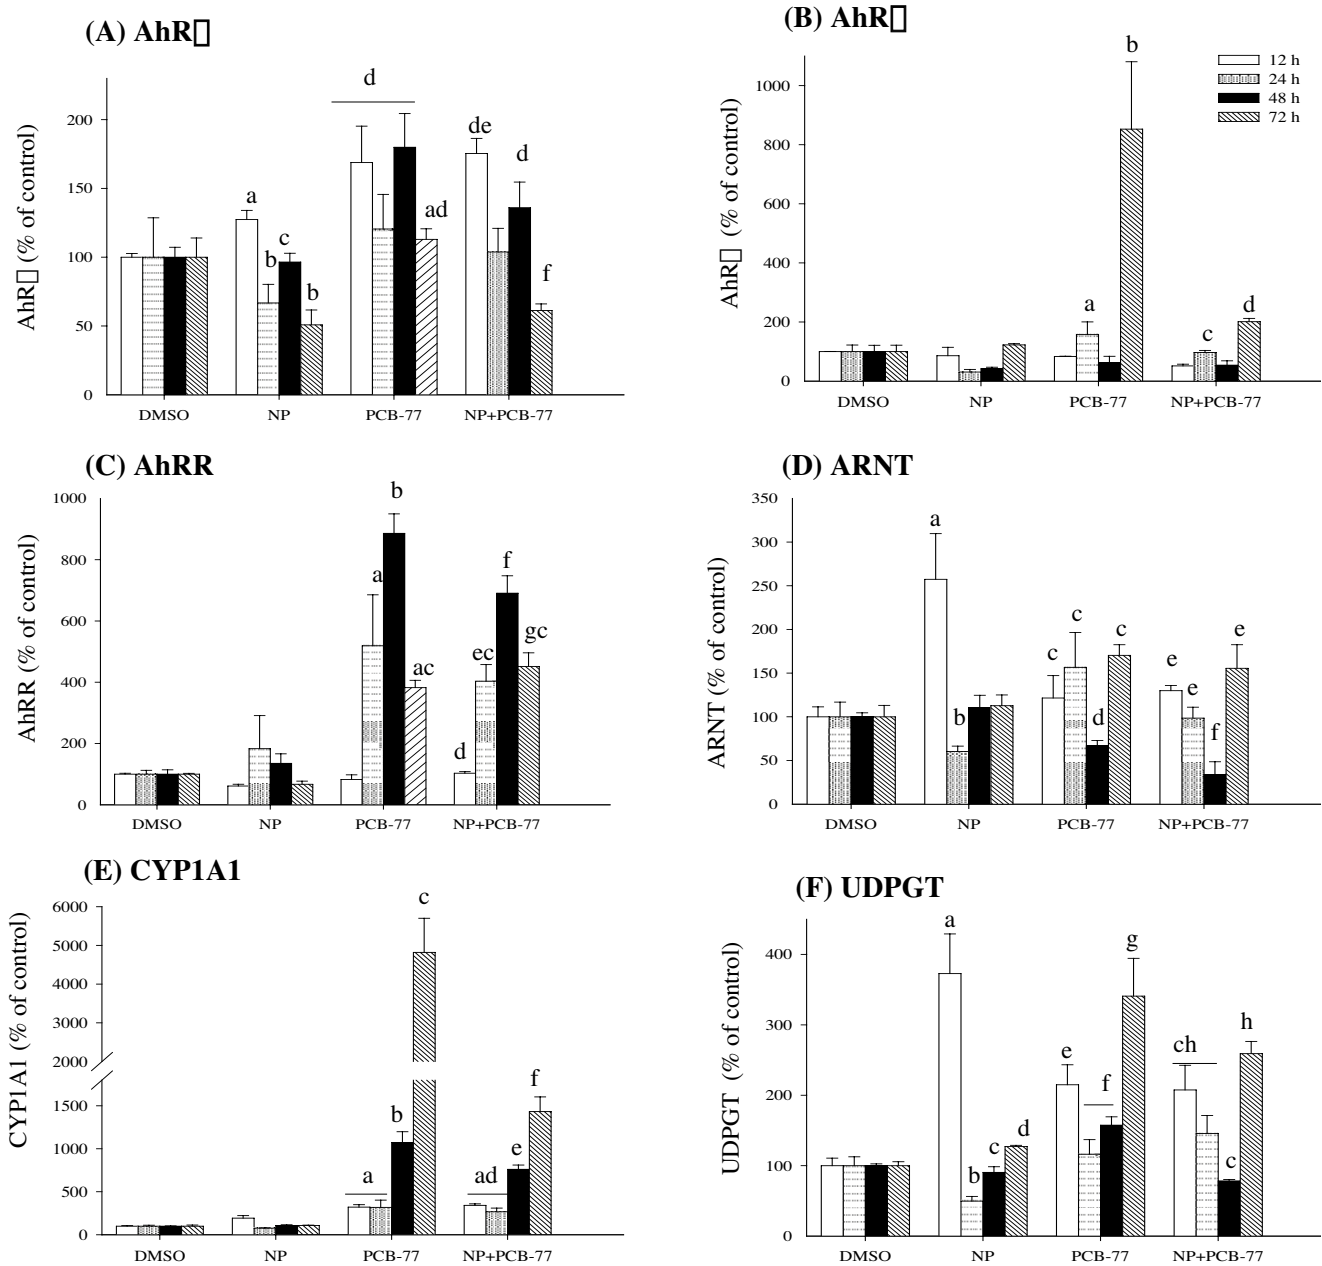 (A) AhR▯
AhR▯ (% of control)
200
150
100
50
0
d
de
d
a
ad
c
b
b
f
DMSO NP PCB-77 NP+PCB-77
(B) AhR▯
AhR▯ (% of control)
1000
800
600
400
200
0
b
12 h
24 h
48 h
72 h
a
d
c
DMSO NP PCB-77 NP+PCB-77
(C) AhRR
AhRR (% of control)
1000
800
600
400
200
0
b
f
a
gc
ec
ac
d
DMSO NP PCB-77 NP+PCB-77
(D) ARNT
ARNT (% of control)
350
300
250
200
150
100
50
0
a
c
c
e
c
e
e
b
d
f
DMSO NP PCB-77 NP+PCB-77
(E) CYP1A1
CYP1A1 (% of control)
6000
5000
4000
3000
2000
1500
1000
500
0
c
f
b
e
a
ad
DMSO NP PCB-77 NP+PCB-77
(F) UDPGT
UDPGT (% of control)
400
300
200
100
0
a
g
h
ch
e
f
d
c
b
c
DMSO NP PCB-77 NP+PCB-77